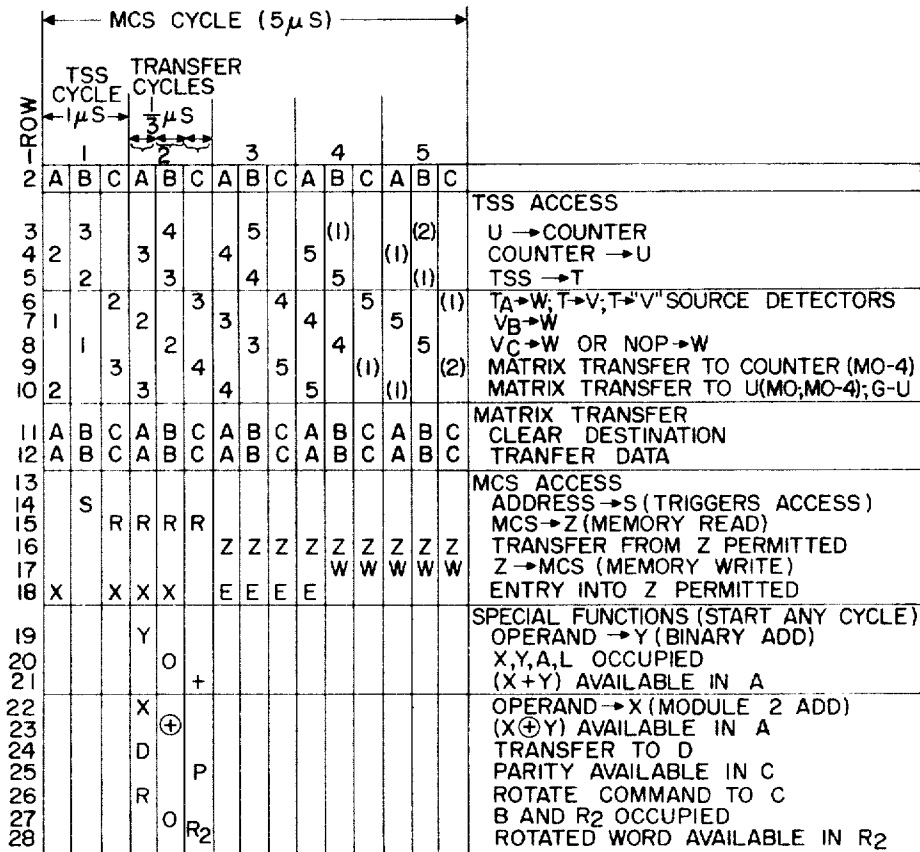 MCS CYCLE (5μS)
TSS CYCLE
TRANSFER CYCLES
1μS
1/3 μS
1-ROW 1 2 3 4 5
2 A B C A B C A B C A B C A B C
TSS ACCESS
3 3 4 5 (1) (2) U → COUNTER
4 2 3 4 5 (1) COUNTER → U
5 2 3 4 5 (1) TSS → T
6 2 3 4 5 (1) TA→W; T→V; T→"V" SOURCE DETECTORS
7 1 2 3 4 5 VB→W
8 1 2 3 4 5 VC→W OR NOP→W
9 3 4 5 (1) (2) MATRIX TRANSFER TO COUNTER (MO-4)
10 2 3 4 5 (1) MATRIX TRANSFER TO U(MO;MO-4); G-U
MATRIX TRANSFER
11 A B C A B C A B C A B C A B C CLEAR DESTINATION
12 A B C A B C A B C A B C A B C TRANFER DATA
13 MCS ACCESS
14 S ADDRESS → S (TRIGGERS ACCESS)
15 R R R R MCS→Z (MEMORY READ)
16 Z Z Z Z Z Z Z Z Z TRANSFER FROM Z PERMITTED
17 W W W W W Z→MCS (MEMORY WRITE)
18 X X X X E E E E ENTRY INTO Z PERMITTED
SPECIAL FUNCTIONS (START ANY CYCLE)
19 Y OPERAND → Y (BINARY ADD)
20 O X,Y,A,L OCCUPIED
21 + (X+Y) AVAILABLE IN A
22 X OPERAND → X (MODULE 2 ADD)
23 ⊕ (X⊕Y) AVAILABLE IN A
24 D TRANSFER TO D
25 P PARITY AVAILABLE IN C
26 R ROTATE COMMAND TO C
27 O B AND R2 OCCUPIED
28 R2 ROTATED WORD AVAILABLE IN R2